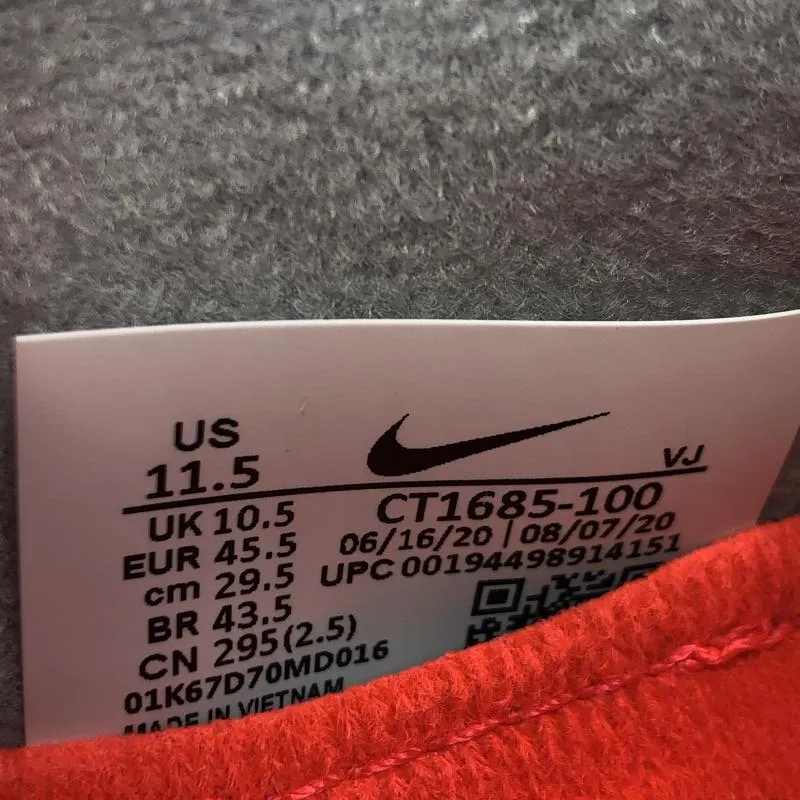 US
11.5
VJ
UK 10.5
CT1685-100
EUR 45.5
06/16/20 | 08/07/20
cm 29.5
UPC 00194498914151
BR 43.5
CN 295(2.5)
01K67D70MD016
MADE IN VIETNAM